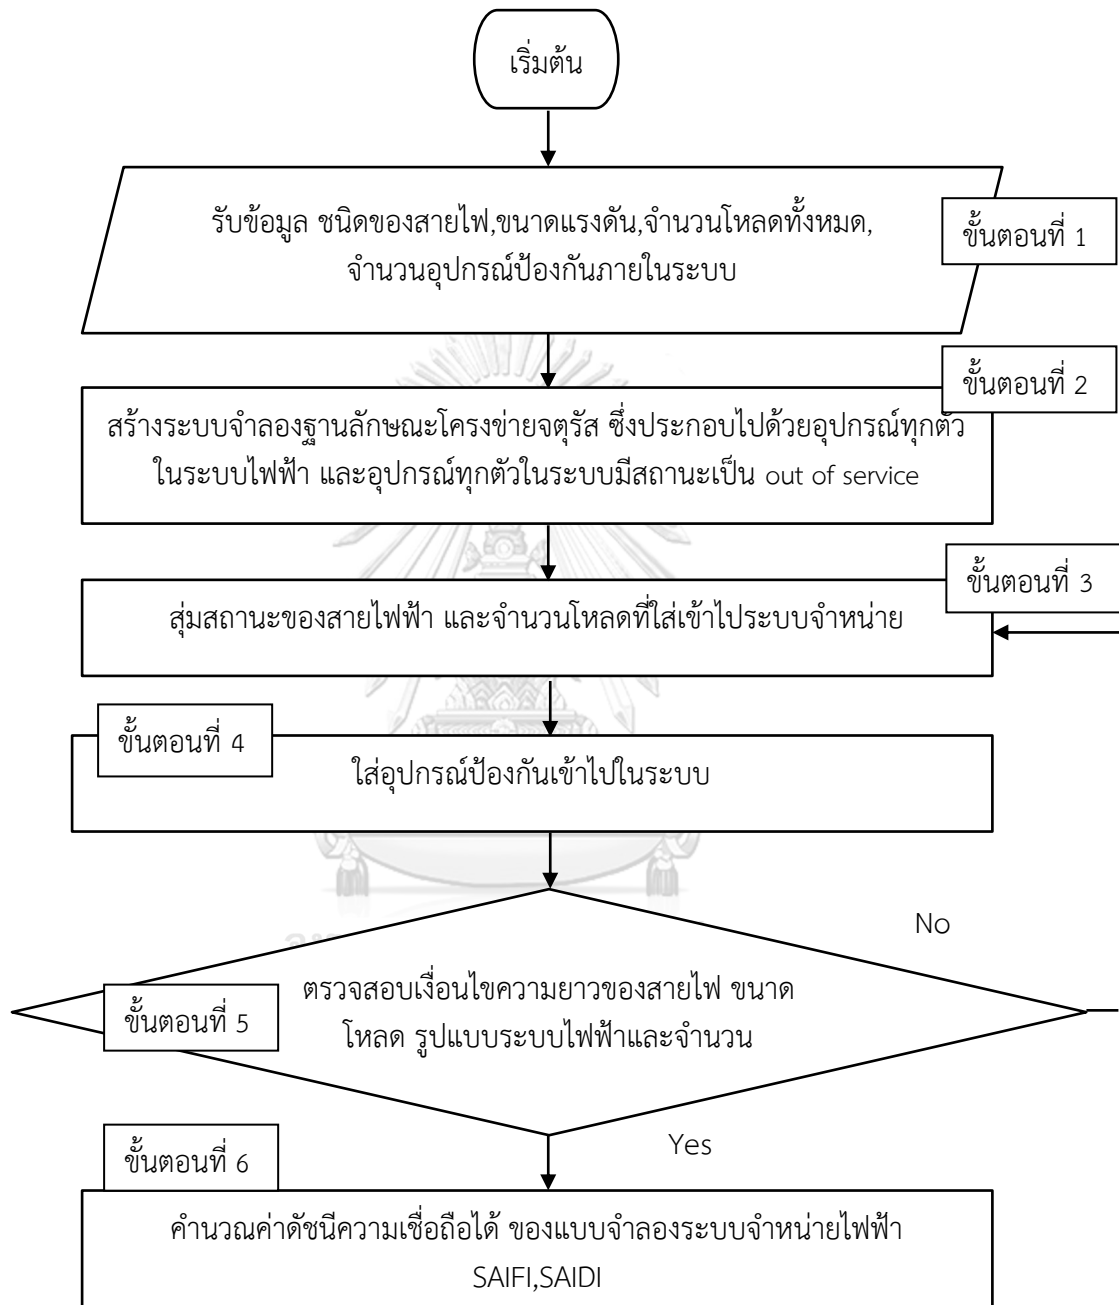 เริ่มต้น
รับข้อมูล ชนิดของสายไฟ,ขนาดแรงดัน,จำนวนโหลดทั้งหมด,
จำนวนอุปกรณ์ป้องกันภายในระบบ
ขั้นตอนที่ 1
ขั้นตอนที่ 2
สร้างระบบจำลองฐานลักษณะโครงข่ายจตุรัส ซึ่งประกอบไปด้วยอุปกรณ์ทุกตัว
ในระบบไฟฟ้า และอุปกรณ์ทุกตัวในระบบมีสถานะเป็น out of service
ขั้นตอนที่ 3
สุ่มสถานะของสายไฟฟ้า และจำนวนโหลดที่ใส่เข้าไประบบจำหน่าย
ขั้นตอนที่ 4
ใส่อุปกรณ์ป้องกันเข้าไปในระบบ
No
ตรวจสอบเงื่อนไขความยาวของสายไฟ ขนาด
โหลด รูปแบบระบบไฟฟ้าและจำนวน
ขั้นตอนที่ 5
Yes
ขั้นตอนที่ 6
คำนวณค่าดัชนีความเชื่อถือได้ ของแบบจำลองระบบจำหน่ายไฟฟ้า
SAIFI,SAIDI